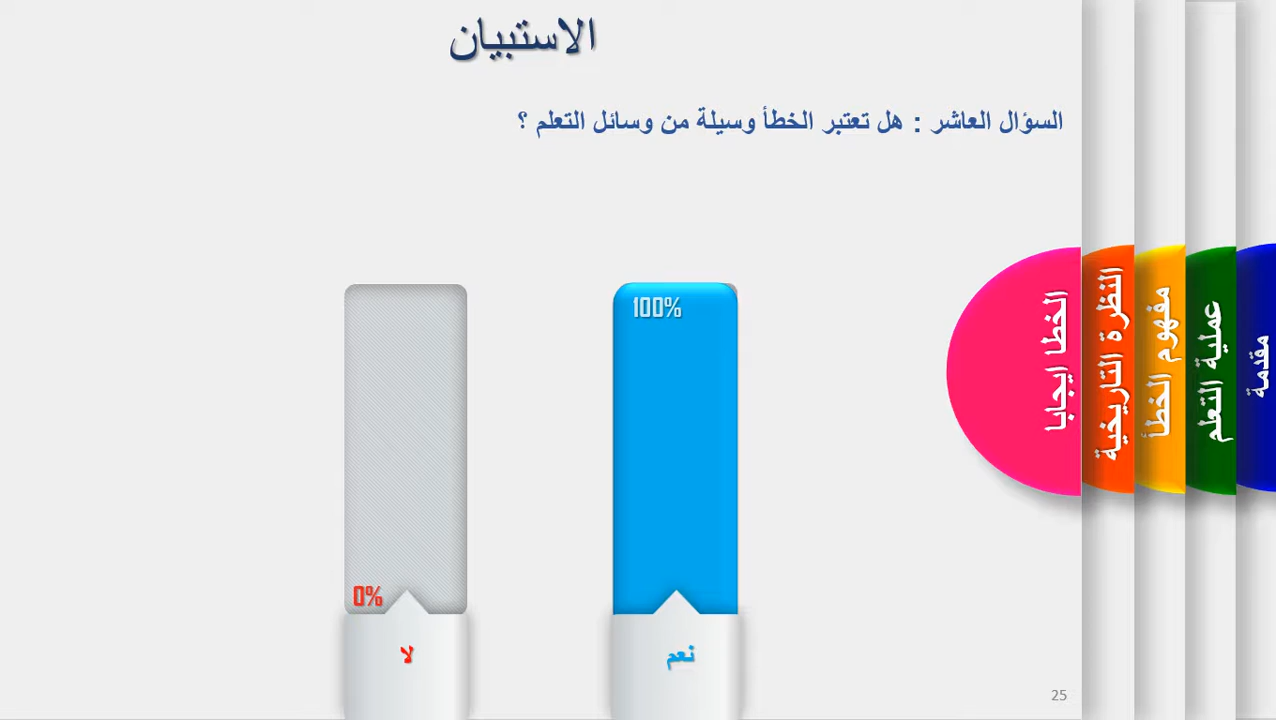 الاستبيان
السؤال العاشر : هل تعتبر الخطأ وسيلة من وسائل التعلم ؟
مقدمة
عملية التعلم
مفهوم الخطأ
النظرة التاريخية
الخطا ايجابا
100%
0%
نعم
لا
25